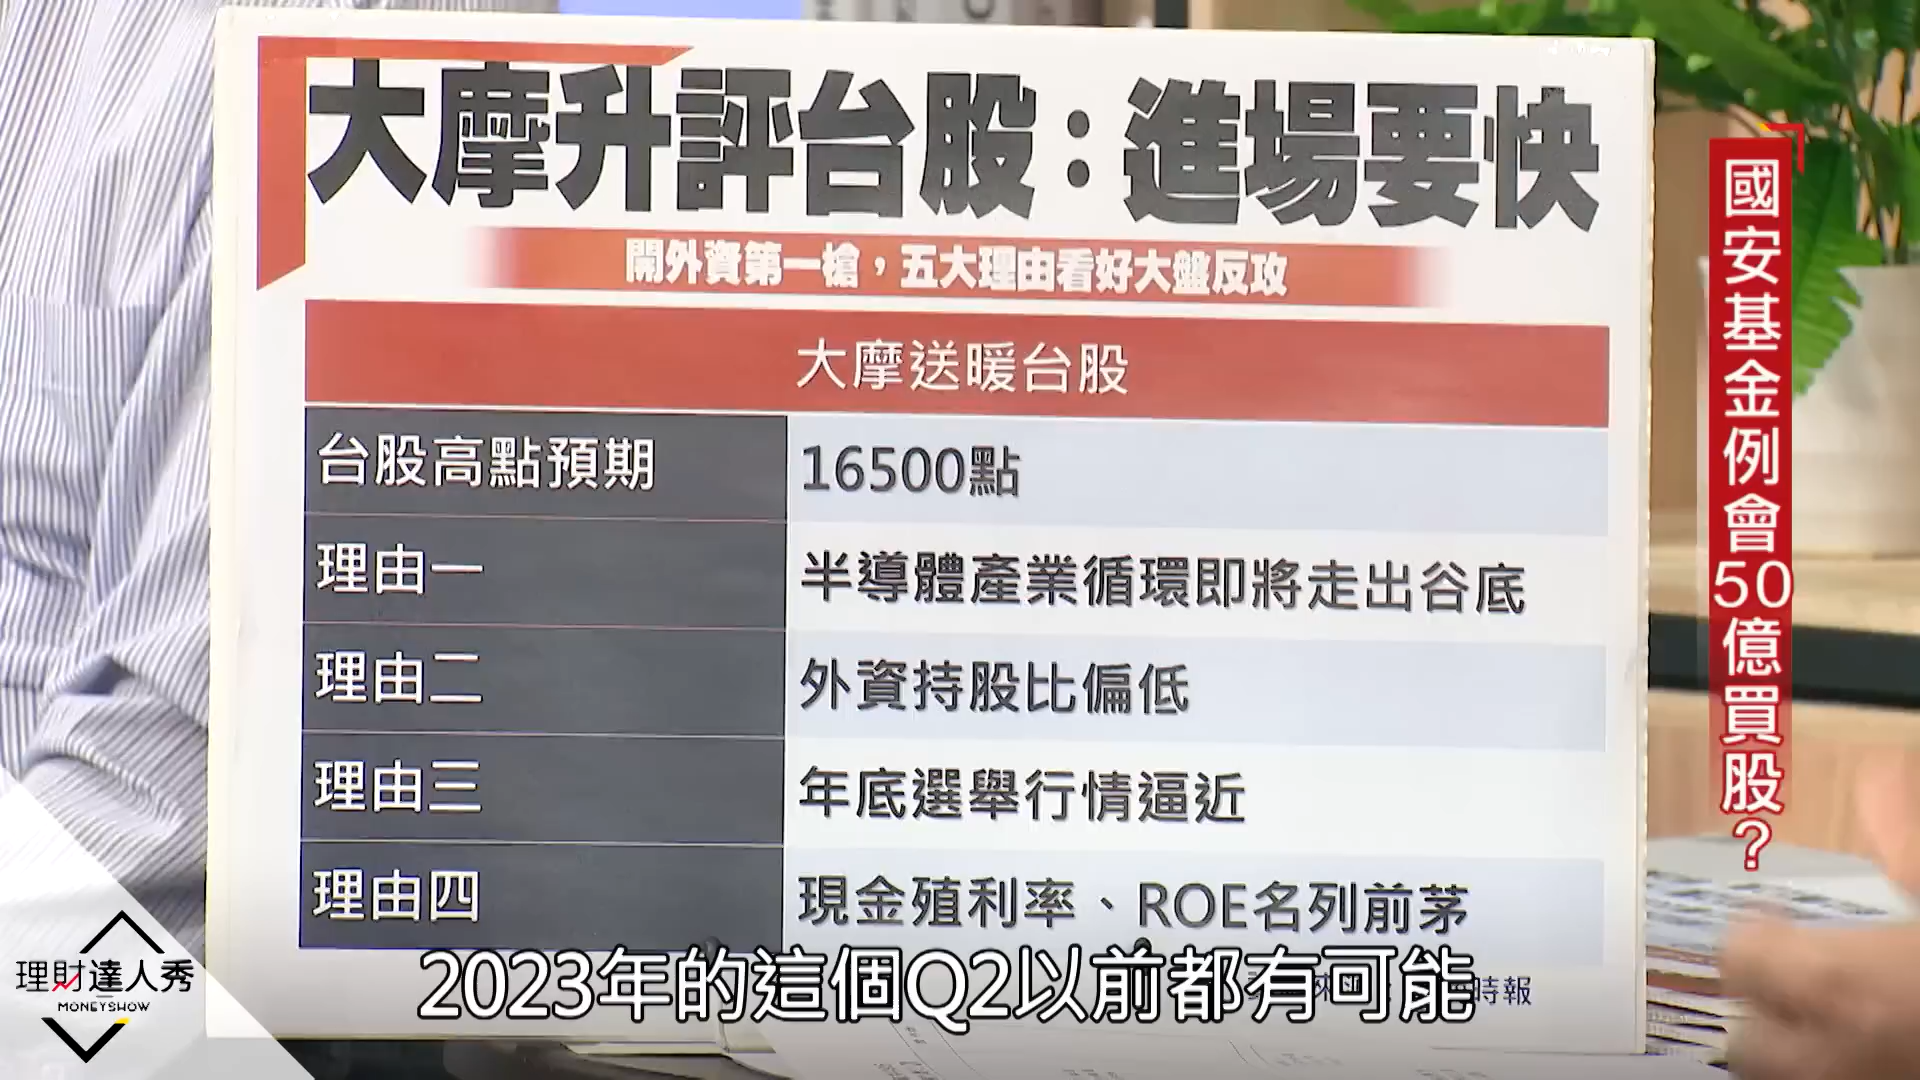 大摩升評台股：進場要快
開外資第一槍，五大理由看好大盤反攻
大摩送暖台股
台股高點預期 16500點
理由一 半導體產業循環即將走出谷底
理由二 外資持股比偏低
理由三 年底選舉行情逼近
理由四 現金殖利率、ROE名列前茅
時報
2023年的這個Q2以前都有可能
國安基金例會50億買股？
理財達人秀
MONEYSHOW